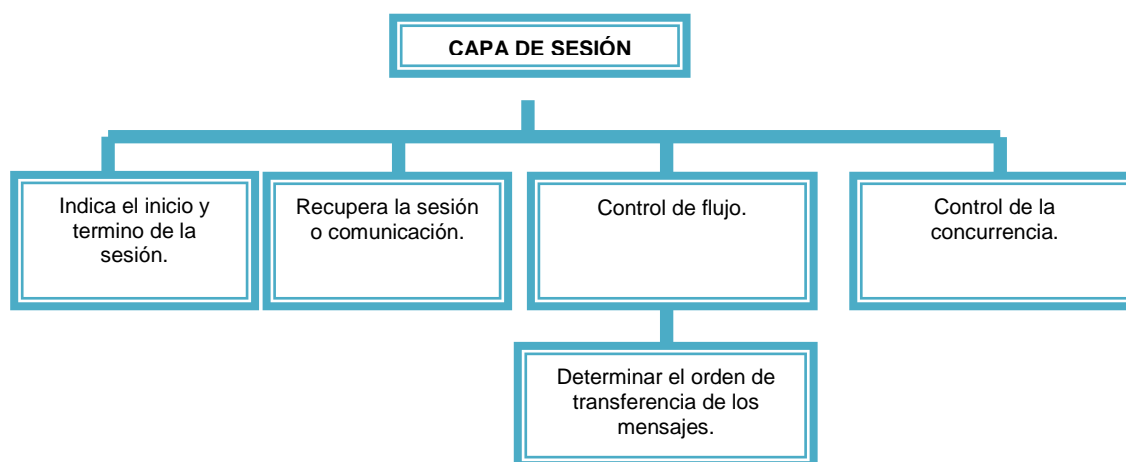 CAPA DE SESIÓN
Indica el inicio y
termino de la
sesión.
Recupera la sesión
o comunicación.
Control de flujo.
Control de la
concurrencia.
Determinar el orden de
transferencia de los
mensajes.